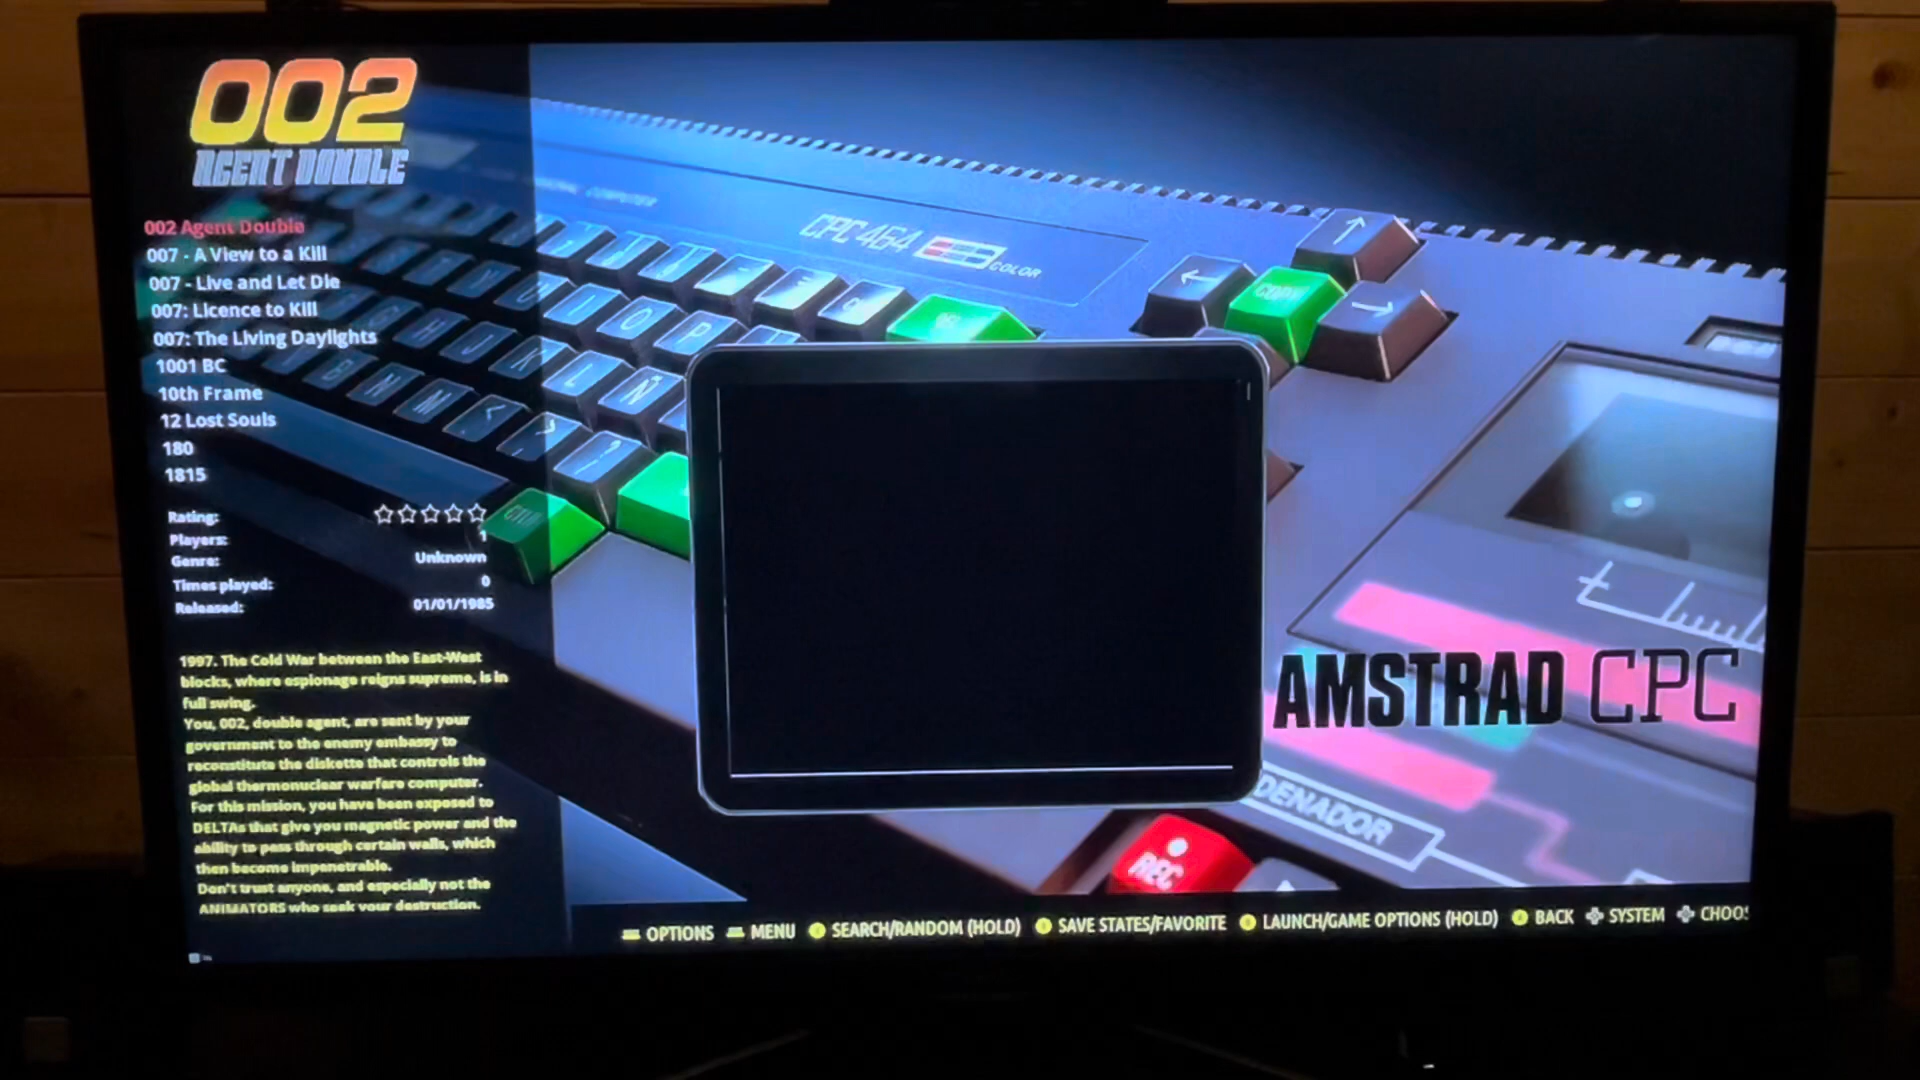 002
AGENT DOUBLE
002 Agent Double
007 - A View to a Kill
007 - Live and Let Die
007: Licence to Kill
007: The Living Daylights
1001 BC
10th Frame
12 Lost Souls
180
1815
Rating:
Players: 1
Genre: Unknown
Times played: 0
Released: 01/01/1985
1997. The Cold War between the East-West
blocks, where espionage reigns supreme, is in
full swing.
You, 002, double agent, are sent by your
government to the enemy embassy to
reconstitute the diskette that controls the
global thermonuclear warfare computer.
For this mission, you have been exposed to
DELTAs that give you magnetic power and the
ability to pass through certain walls, which
then become impenetrable.
Don't trust anyone, and especially not the
ANIMATORS who seek your destruction.
COMPUTER
CPC464
COLOR
COPY
U I O P
H J K L Ñ
B N M
CTRL
AMSTRAD CPC
DENADOR
REC
OPTIONS MENU SEARCH/RANDOM (HOLD) SAVE STATES/FAVORITE LAUNCH/GAME OPTIONS (HOLD) BACK SYSTEM CHOOS